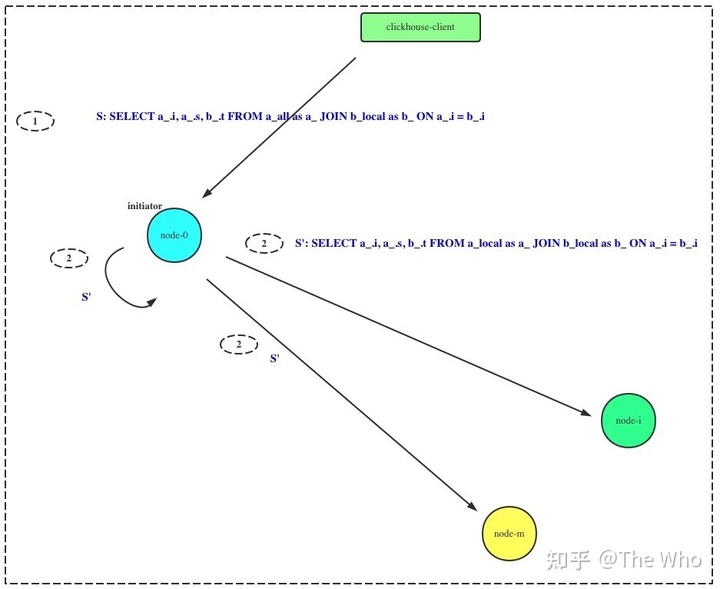 clickhouse-client
1
S: SELECT a_.i, a_.s, b_.t FROM a_all as a_ JOIN b_local as b_ ON a_.i = b_.i
initiator
node-0
2
S': SELECT a_.i, a_.s, b_.t FROM a_local as a_ JOIN b_local as b_ ON a_.i = b_.i
2
S'
2
S'
node-i
node-m
知乎 @The Who